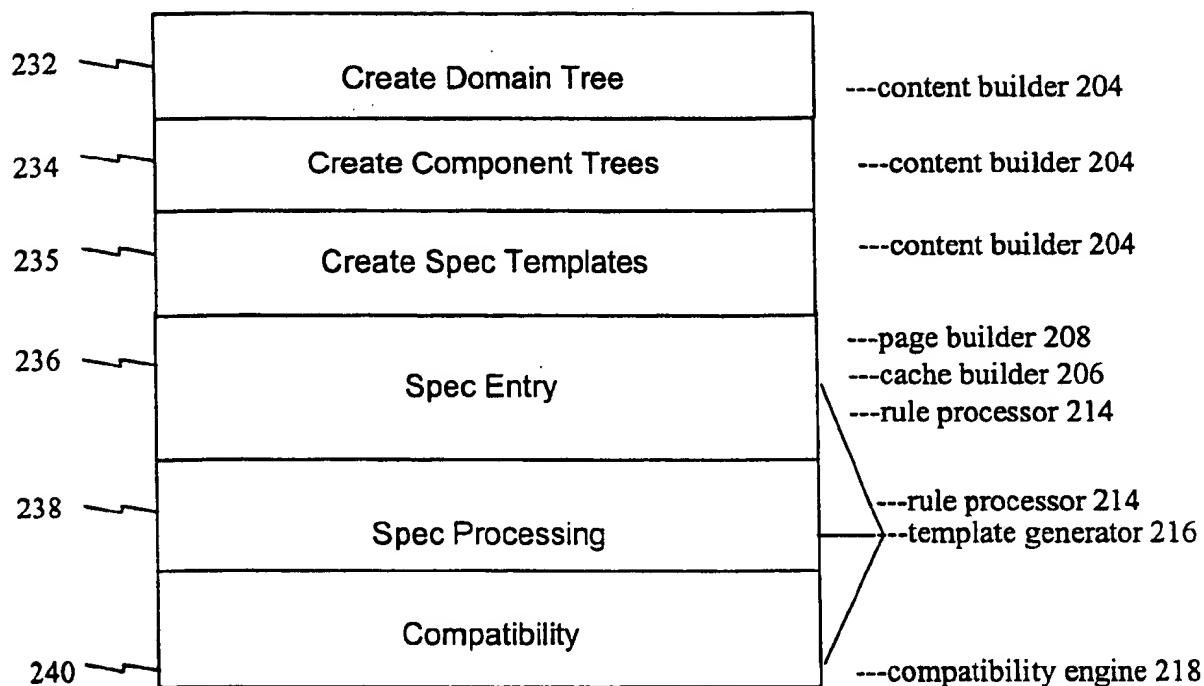 232
Create Domain Tree
---content builder 204
234
Create Component Trees
---content builder 204
235
Create Spec Templates
---content builder 204
236
Spec Entry
---page builder 208
---cache builder 206
---rule processor 214
238
Spec Processing
---rule processor 214
---template generator 216
240
Compatibility
---compatibility engine 218